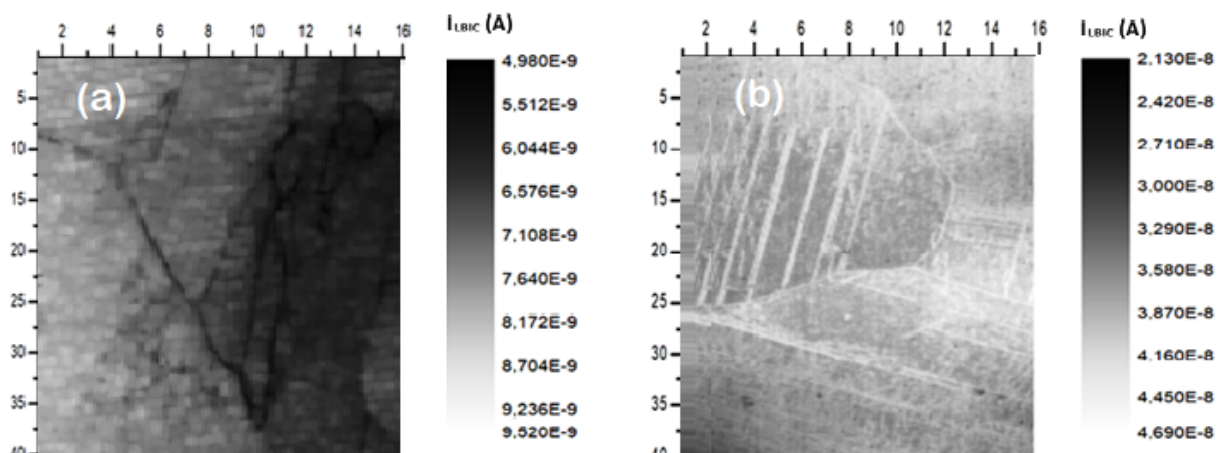 2 4 6 8 10 12 14 16
5
10
15
20
25
30
35
40
(a)
I LBIC (A)
4,980E-9
5,512E-9
6,044E-9
6,576E-9
7,108E-9
7,640E-9
8,172E-9
8,704E-9
9,236E-9
9,520E-9
2 4 6 8 10 12 14 16
5
10
15
20
25
30
35
40
(b)
I LBIC (A)
2,130E-8
2,420E-8
2,710E-8
3,000E-8
3,290E-8
3,580E-8
3,870E-8
4,160E-8
4,450E-8
4,690E-8